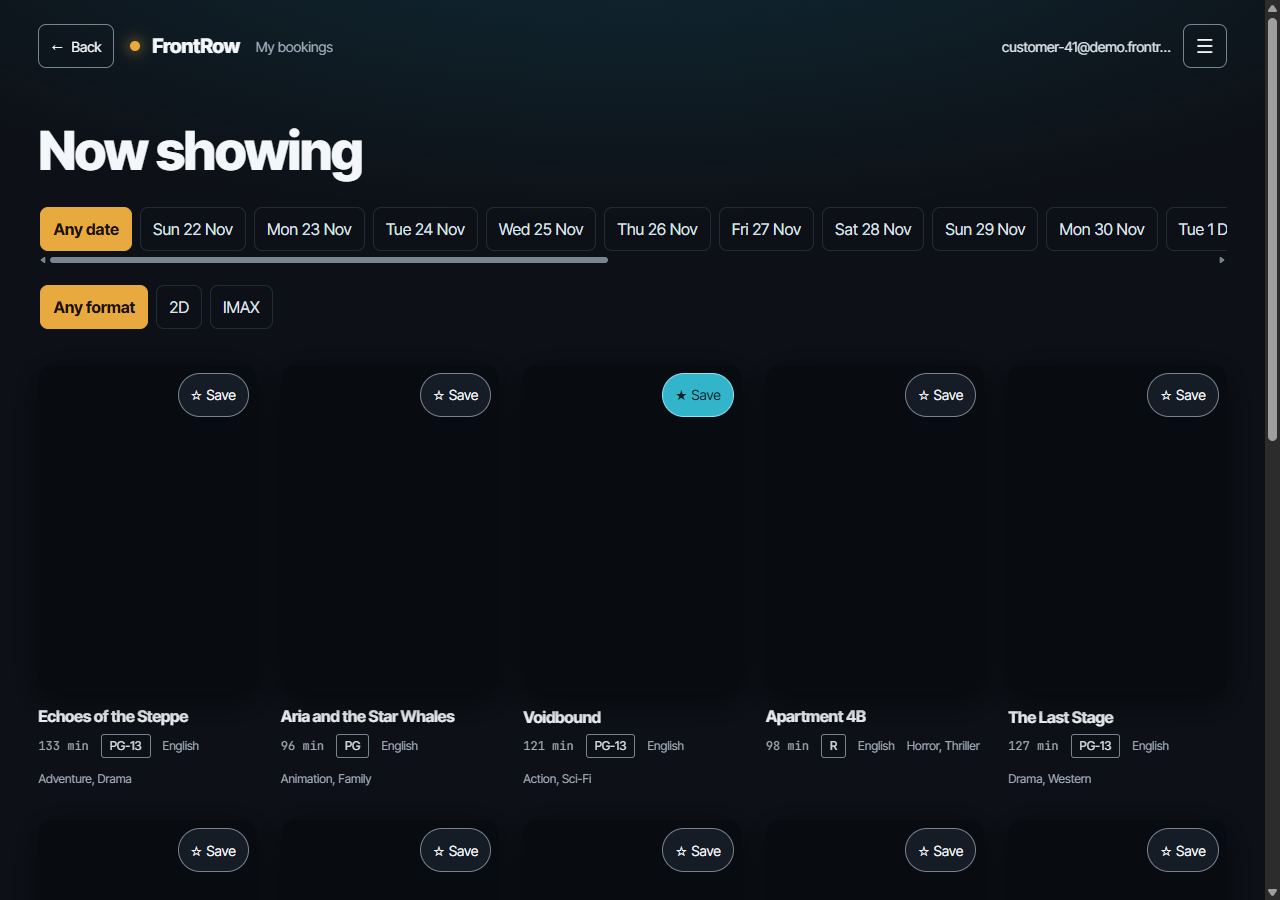 ← Back FrontRow My bookings customer-41@demo.frontr... ☰
Now showing
Any date Sun 22 Nov Mon 23 Nov Tue 24 Nov Wed 25 Nov Thu 26 Nov Fri 27 Nov Sat 28 Nov Sun 29 Nov Mon 30 Nov Tue 1 D
Any format 2D IMAX
☆ Save ☆ Save ★ Save ☆ Save ☆ Save
Echoes of the Steppe Aria and the Star Whales Voidbound Apartment 4B The Last Stage
133 min PG-13 English 96 min PG English 121 min PG-13 English 98 min R English Horror, Thriller 127 min PG-13 English
Adventure, Drama Animation, Family Action, Sci-Fi Drama, Western
☆ Save ☆ Save ☆ Save ☆ Save ☆ Save